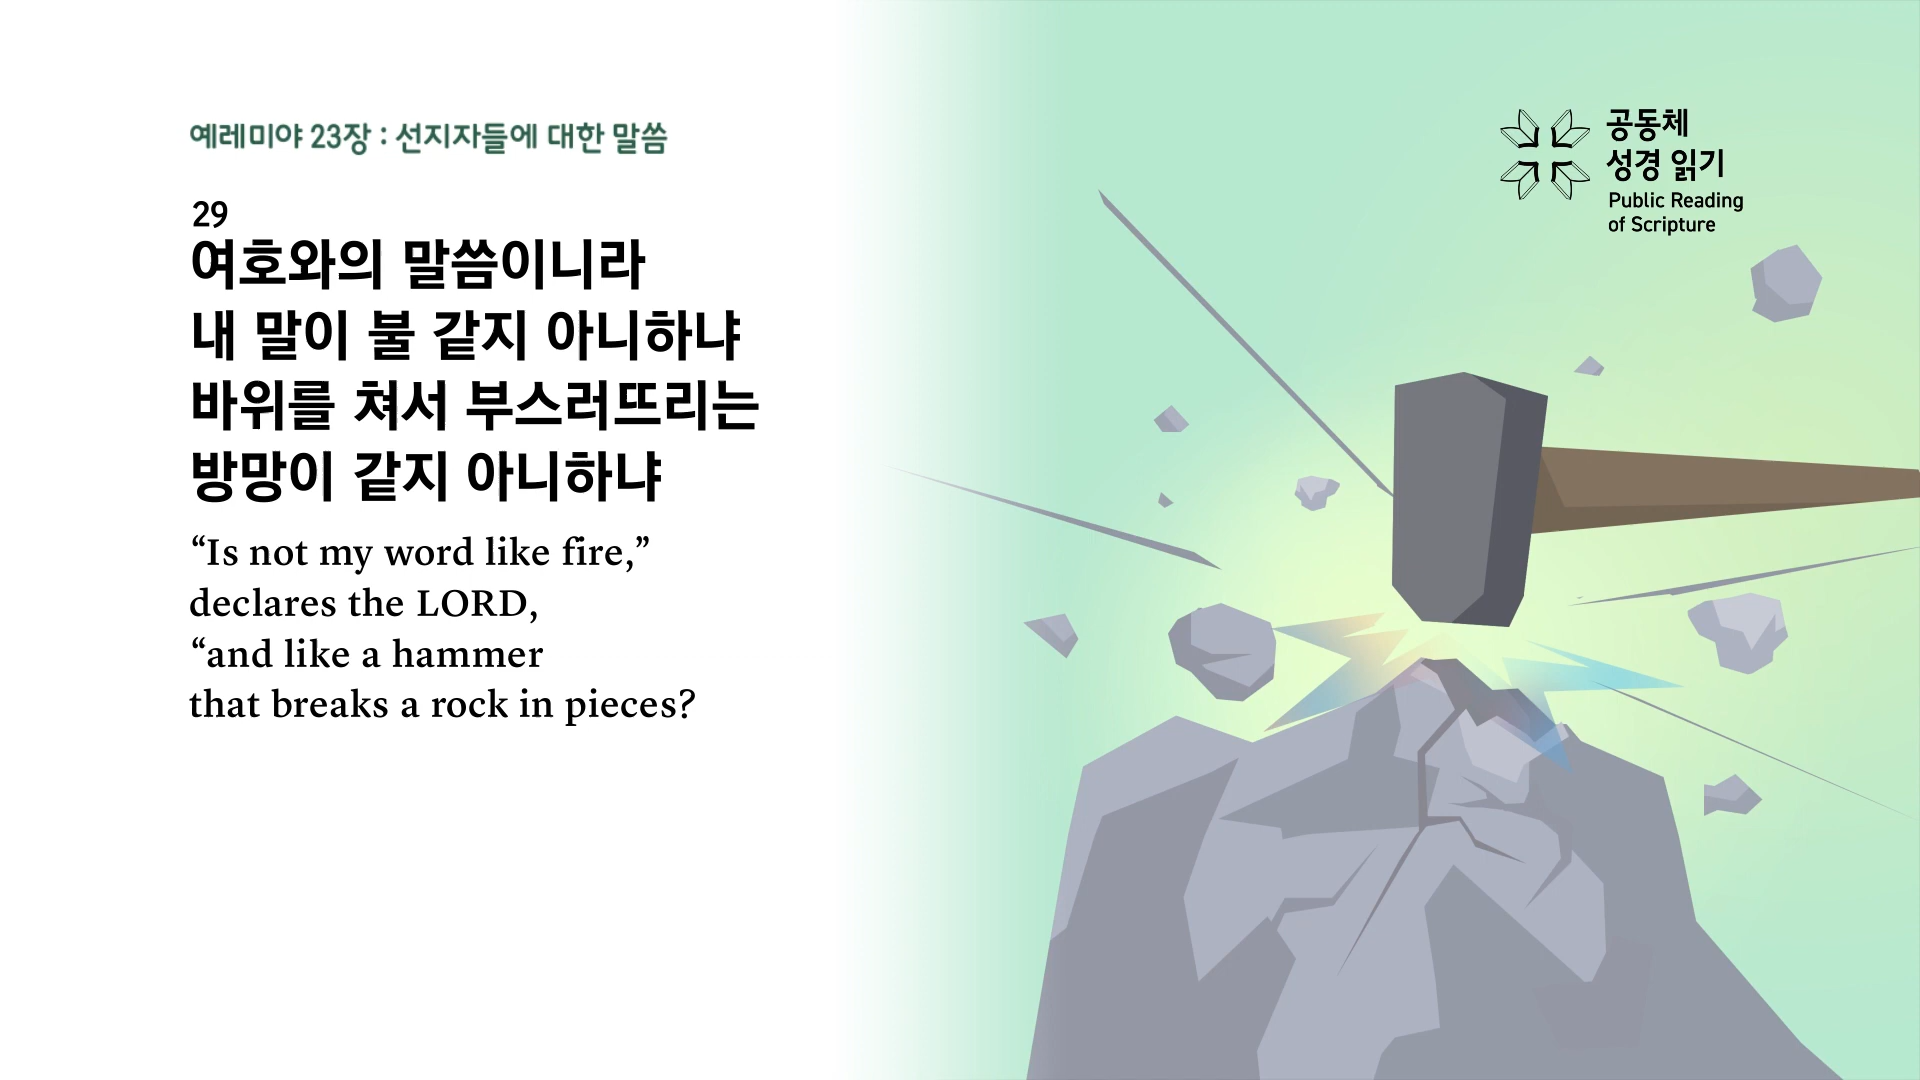 예레미야 23장 : 선지자들에 대한 말씀
29
여호와의 말씀이니라
내 말이 불 같지 아니하냐
바위를 쳐서 부스러뜨리는
방망이 같지 아니하냐
“Is not my word like fire,”
declares the LORD,
“and like a hammer
that breaks a rock in pieces?
공동체
성경 읽기
Public Reading
of Scripture